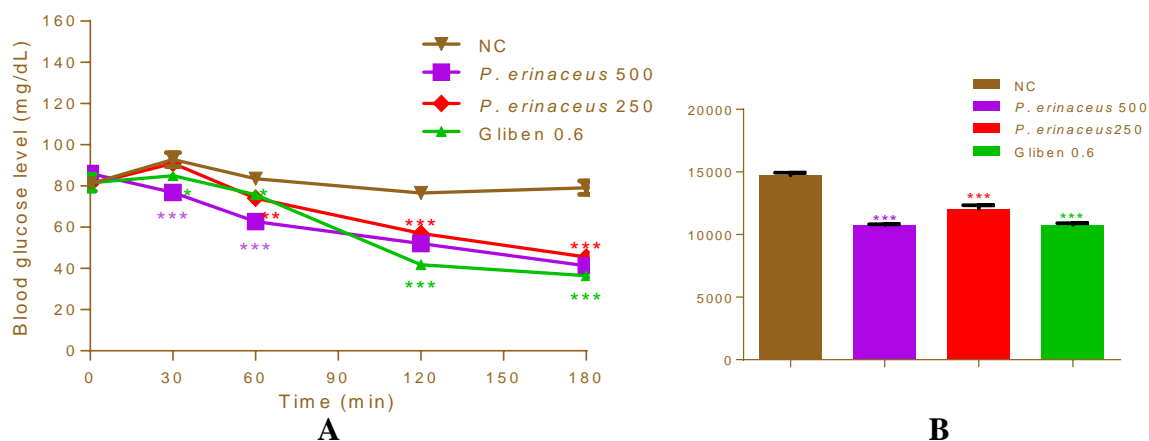 160
140
120
100
80
60
40
20
0
Blood glucose level (mg/dL)
NC
P. erinaceus 500
P. erinaceus 250
Gliben 0.6
*
***
*
**
***
***
***
***
***
0
30
60
90
120
150
180
Time (min)
A
NC
P. erinaceus 500
P. erinaceus250
Gliben 0.6
20000
15000
10000
5000
0
***
***
***
B